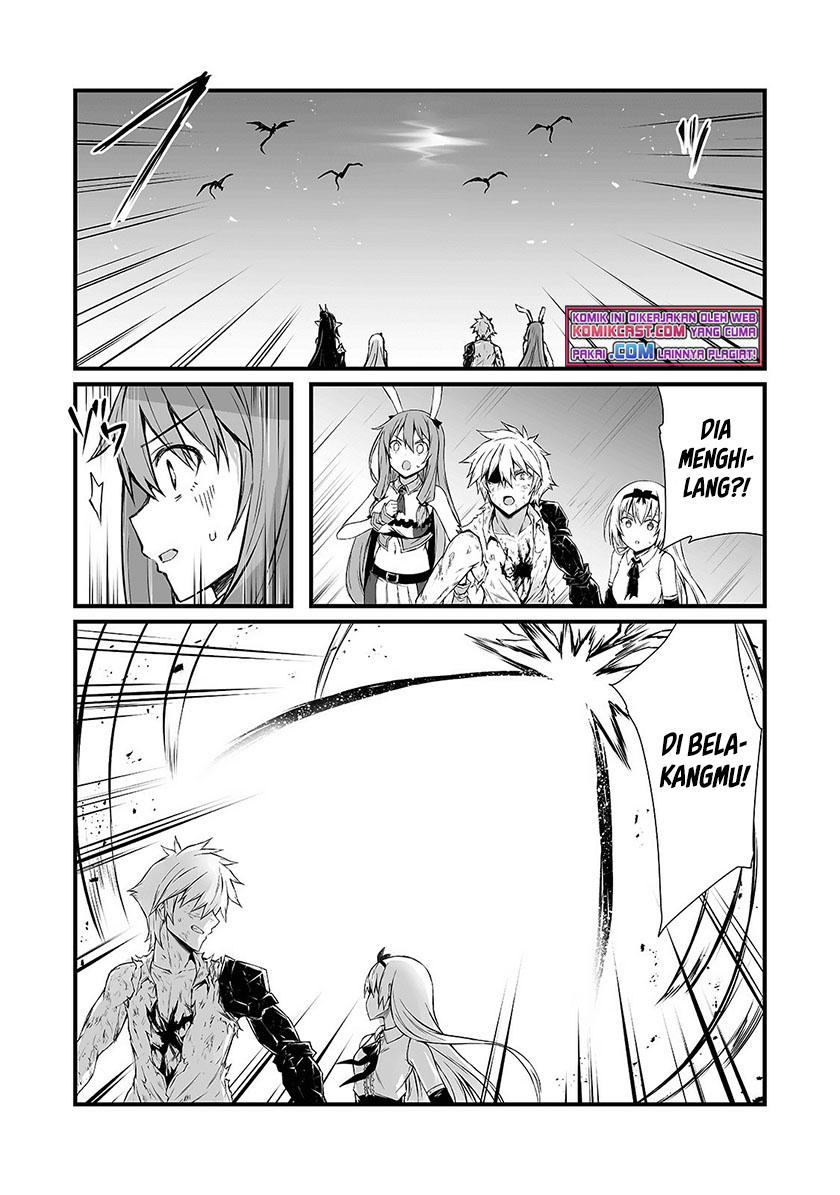 KOMIK INI DIKERJAKAN OLEH WEB
KOMIKCAST.COM YANG CUMA
PAKAI .COM LAINNYA PLAGIAT!
DIA
MENGHI-
LANG?!
DI BELA-
KANGMU!